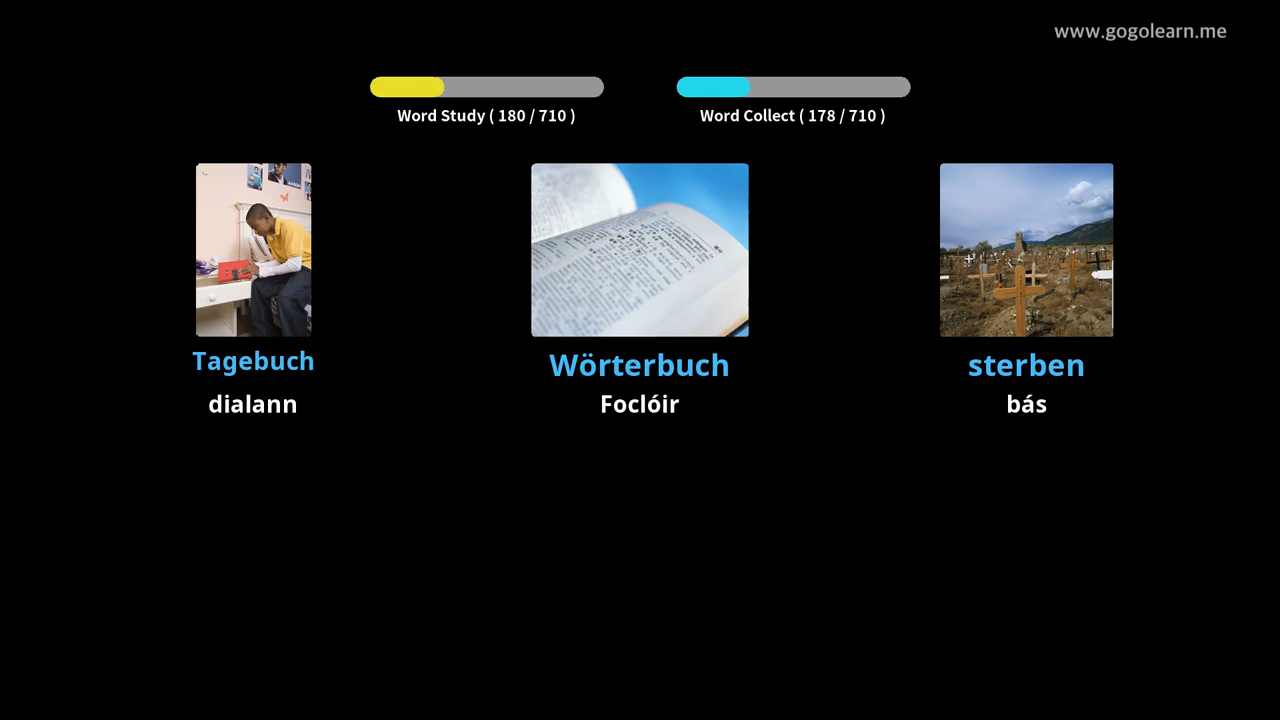 www.gogolearn.me
Word Study ( 180 / 710 )
Word Collect ( 178 / 710 )
Tagebuch
dialann
Wörterbuch
Foclóir
sterben
bás